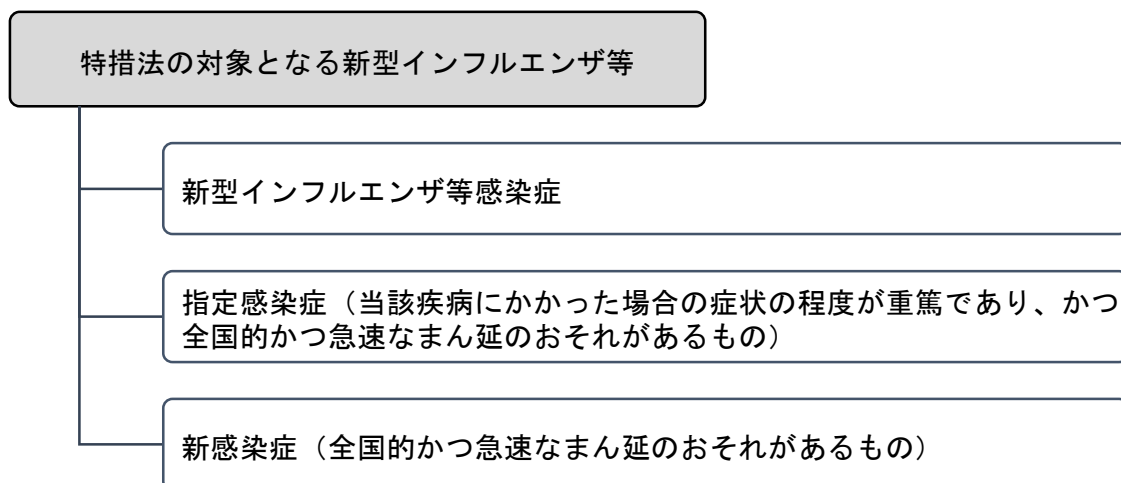 特措法の対象となる新型インフルエンザ等
新型インフルエンザ等感染症
指定感染症（当該疾病にかかった場合の症状の程度が重篤であり、かつ
全国的かつ急速なまん延のおそれがあるもの）
新感染症（全国的かつ急速なまん延のおそれがあるもの）